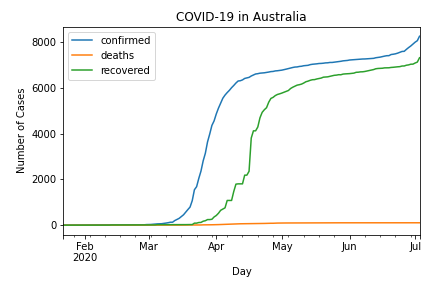 COVID-19 in Australia
confirmed
deaths
recovered
Number of Cases
8000
6000
4000
2000
0
Feb Mar Apr May Jun Jul
2020
Day